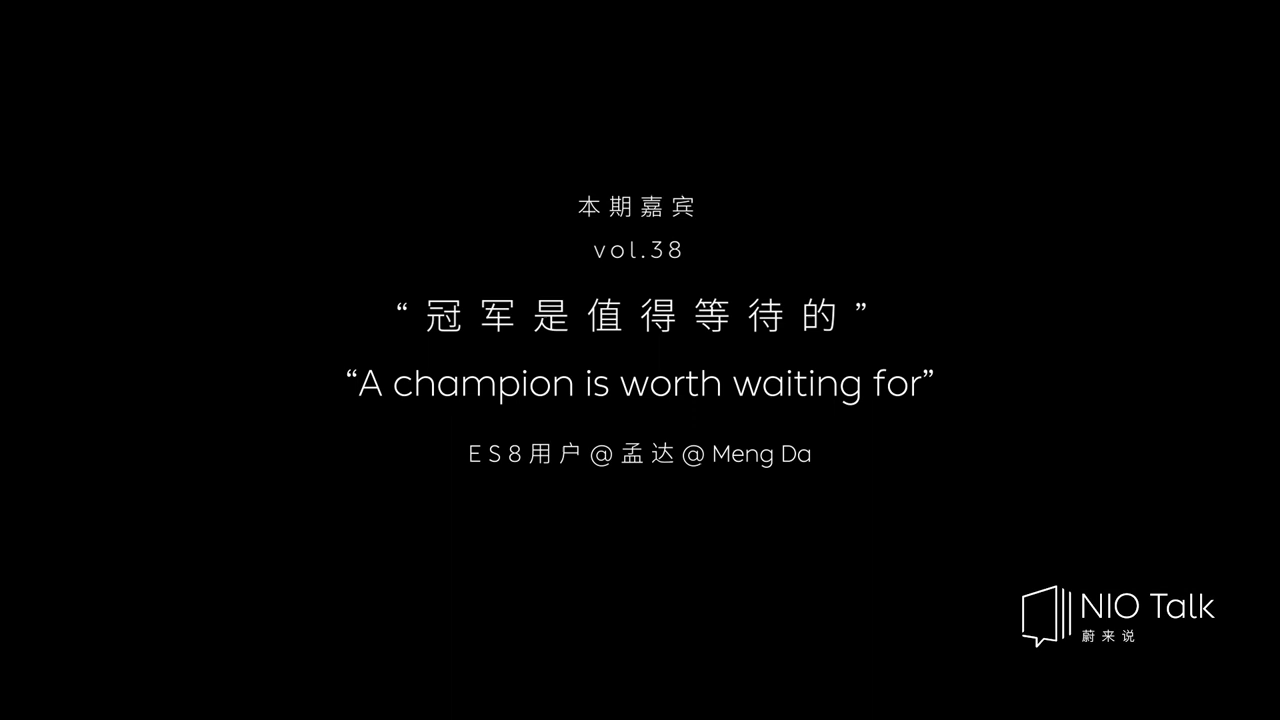 本期嘉宾
vol.38
“冠军是值得等待的”
“A champion is worth waiting for”
ES8用户@孟达@Meng Da
NIO Talk
蔚来说